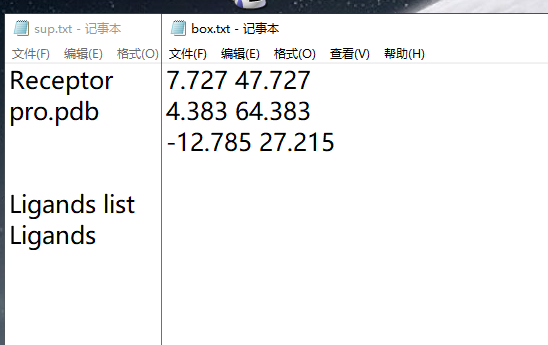 sup.txt - 记事本
文件(F) 编辑(E) 格式(O)
Receptor
pro.pdb
Ligands list
Ligands
box.txt - 记事本
文件(F) 编辑(E) 格式(O) 查看(V) 帮助(H)
7.727 47.727
4.383 64.383
-12.785 27.215